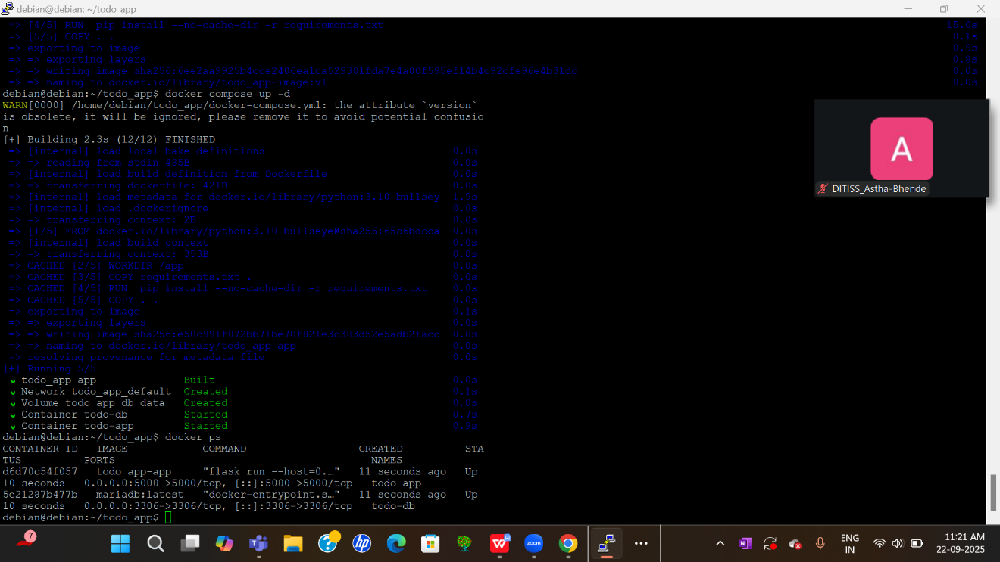 debian@debian: ~/todo_app
=> [4/5] RUN pip install --no-cache-dir -r requirements.txt 15.0s
=> [5/5] COPY . . 0.1s
=> exporting to image 0.9s
=> => exporting layers 0.8s
=> => writing image 0.0s
=> => naming to docker.io/library/todo_app-image:v1 0.0s
debian@debian:~/todo_app$ docker compose up -d
WARN[0000] /home/debian/todo_app/docker-compose.yml: the attribute `version`
is obsolete, it will be ignored, please remove it to avoid potential confusio
n
[+] Building 2.3s (12/12) FINISHED
=> [internal] load local bake definitions 0.0s
=> => reading from stdin 485B 0.0s
=> [internal] load build definition from Dockerfile 0.0s
=> => transferring dockerfile: 421B 0.0s
=> [internal] load metadata for docker.io/library/python:3.10-bullsey 1.9s
=> [internal] load .dockerignore 0.0s
=> => transferring context: 2B 0.0s
=> [1/5] FROM docker.io/library/python:3.10-bullseye@sha256:65c8bdcca 0.0s
=> [internal] load build context 0.0s
=> => transferring context: 353B 0.0s
=> CACHED [2/5] WORKDIR /app 0.0s
=> CACHED [3/5] COPY requirements.txt . 0.0s
=> CACHED [4/5] RUN pip install --no-cache-dir -r requirements.txt 0.0s
=> CACHED [5/5] COPY . . 0.0s
=> exporting to image 0.1s
=> => exporting layers 0.0s
=> => writing image 0.0s
=> => naming to docker.io/library/todo_app-app 0.0s
=> resolving provenance for metadata file 0.0s
[+] Running 5/5
todo_app-app Built 0.0s
Network todo_app_default Created 0.1s
Volume todo_app_db_data Created 0.0s
Container todo-db Started 0.7s
Container todo-app Started 0.9s
debian@debian:~/todo_app$ docker ps
CONTAINER ID IMAGE COMMAND CREATED STA
TUS PORTS NAMES
d6d70c54f057 todo_app-app "flask run --host=0.…" 11 seconds ago Up
10 seconds 0.0.0.0:5000->5000/tcp, [::]:5000->5000/tcp todo-app
5e21287b477b mariadb:latest "docker-entrypoint.s…" 11 seconds ago Up
10 seconds 0.0.0.0:3306->3306/tcp, [::]:3306->3306/tcp todo-db
debian@debian:~/todo_app$
A
DITISS_Astha-Bhende
7
zoom
ENG
IN
11:21 AM
22-09-2025